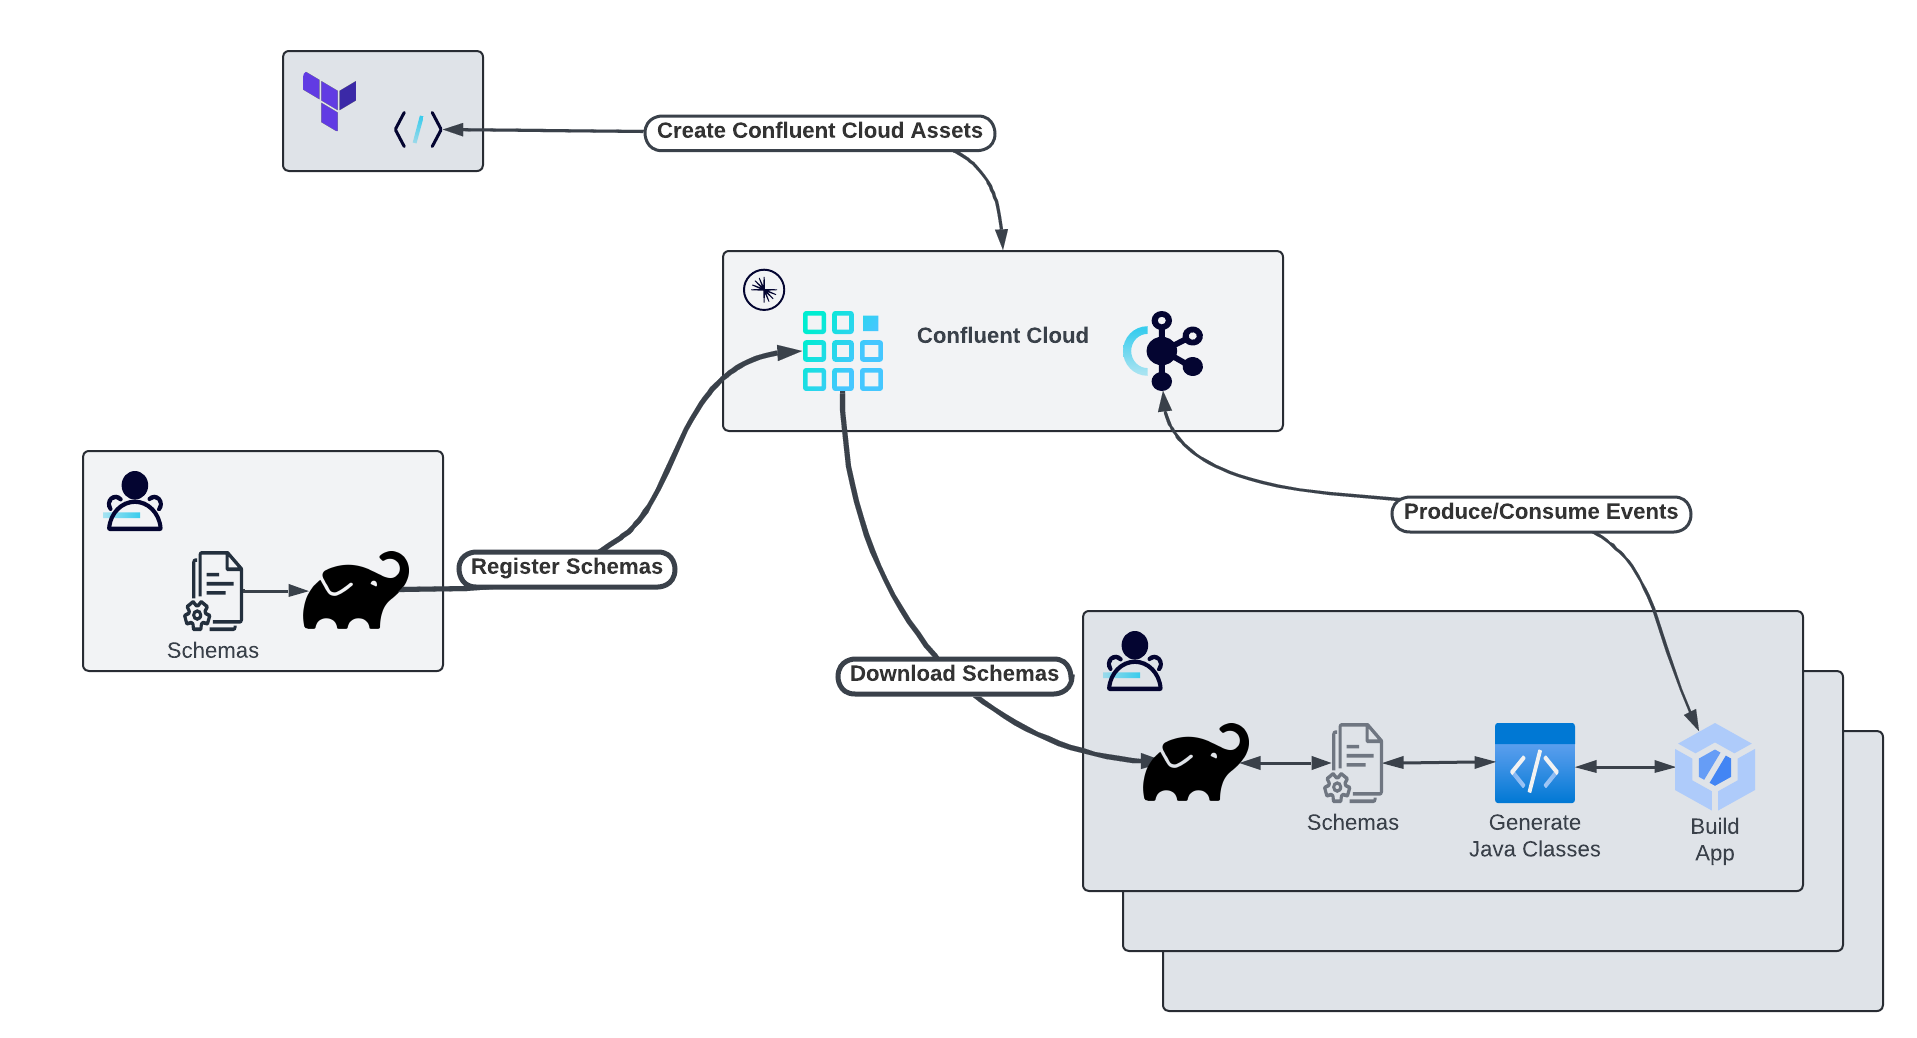 Create Confluent Cloud Assets
Confluent Cloud
Produce/Consume Events
Register Schemas
Schemas
Download Schemas
Schemas
Generate
Java Classes
Build
App